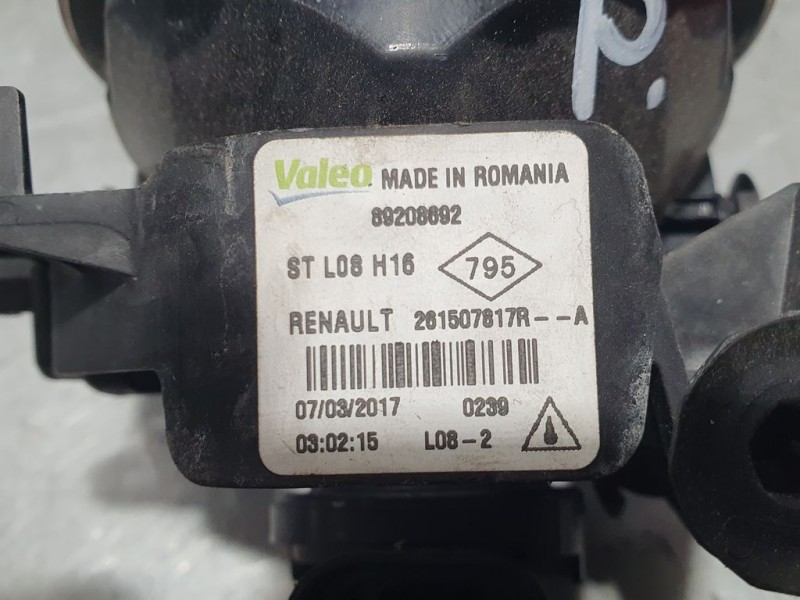 p.
Valeo MADE IN ROMANIA
89208692
ST L08 H16 795
RENAULT 261507817R--A
07/03/2017 0239
03:02:15 L08-2